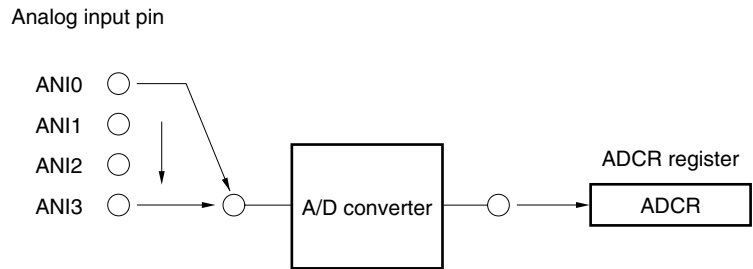 Analog input pin
ANI0
ANI1
ANI2
ANI3
A/D converter
ADCR register
ADCR